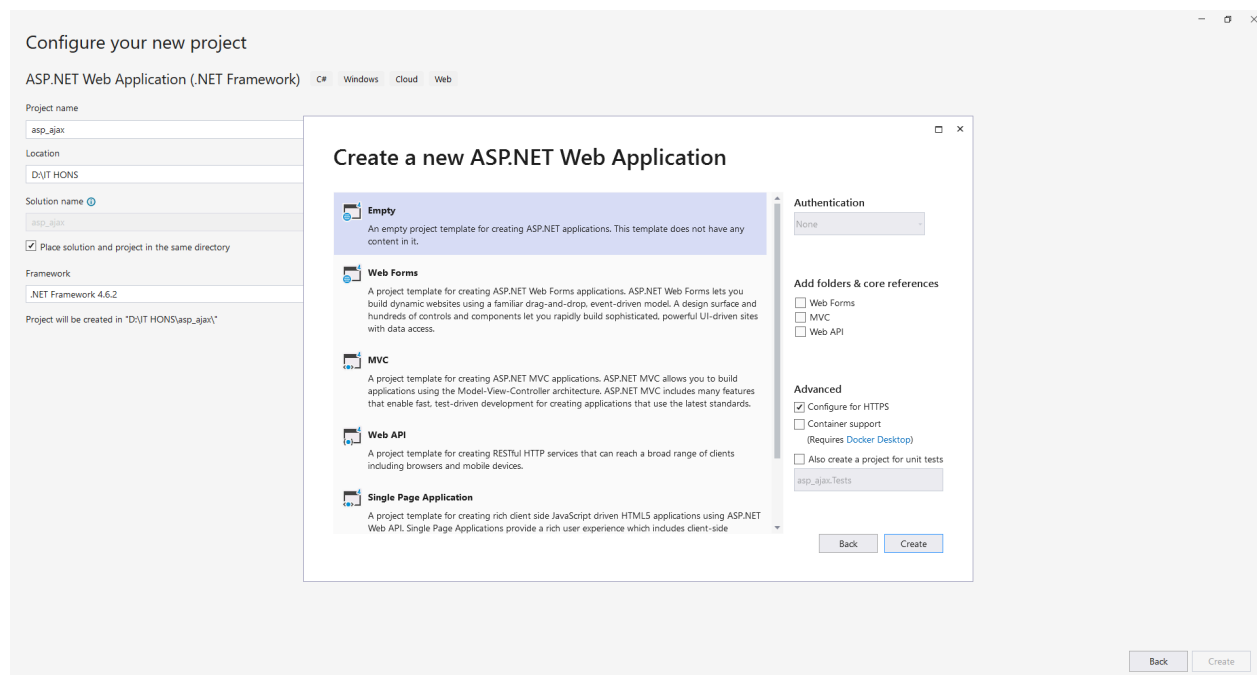 Configure your new project
ASP.NET Web Application (.NET Framework) C# Windows Cloud Web
Project name
asp_ajax
Location
D:\IT HONS
Solution name
asp_ajax
Place solution and project in the same directory
Framework
.NET Framework 4.6.2
Project will be created in "D:\IT HONS\asp_ajax\"
Create a new ASP.NET Web Application
Empty
An empty project template for creating ASP.NET applications. This template does not have any
content in it.
Web Forms
A project template for creating ASP.NET Web Forms applications. ASP.NET Web Forms lets you
build dynamic websites using a familiar drag-and-drop, event-driven model. A design surface and
hundreds of controls and components let you rapidly build sophisticated, powerful UI-driven sites
with data access.
MVC
A project template for creating ASP.NET MVC applications. ASP.NET MVC allows you to build
applications using the Model-View-Controller architecture. ASP.NET MVC includes many features
that enable fast, test-driven development for creating applications that use the latest standards.
Web API
A project template for creating RESTful HTTP services that can reach a broad range of clients
including browsers and mobile devices.
Single Page Application
A project template for creating rich client side JavaScript driven HTML5 applications using ASP.NET
Web API. Single Page Applications provide a rich user experience which includes client-side
Authentication
None
Add folders & core references
Web Forms
MVC
Web API
Advanced
Configure for HTTPS
Container support
(Requires Docker Desktop)
Also create a project for unit tests
asp_ajax.Tests
Back Create
Back Create